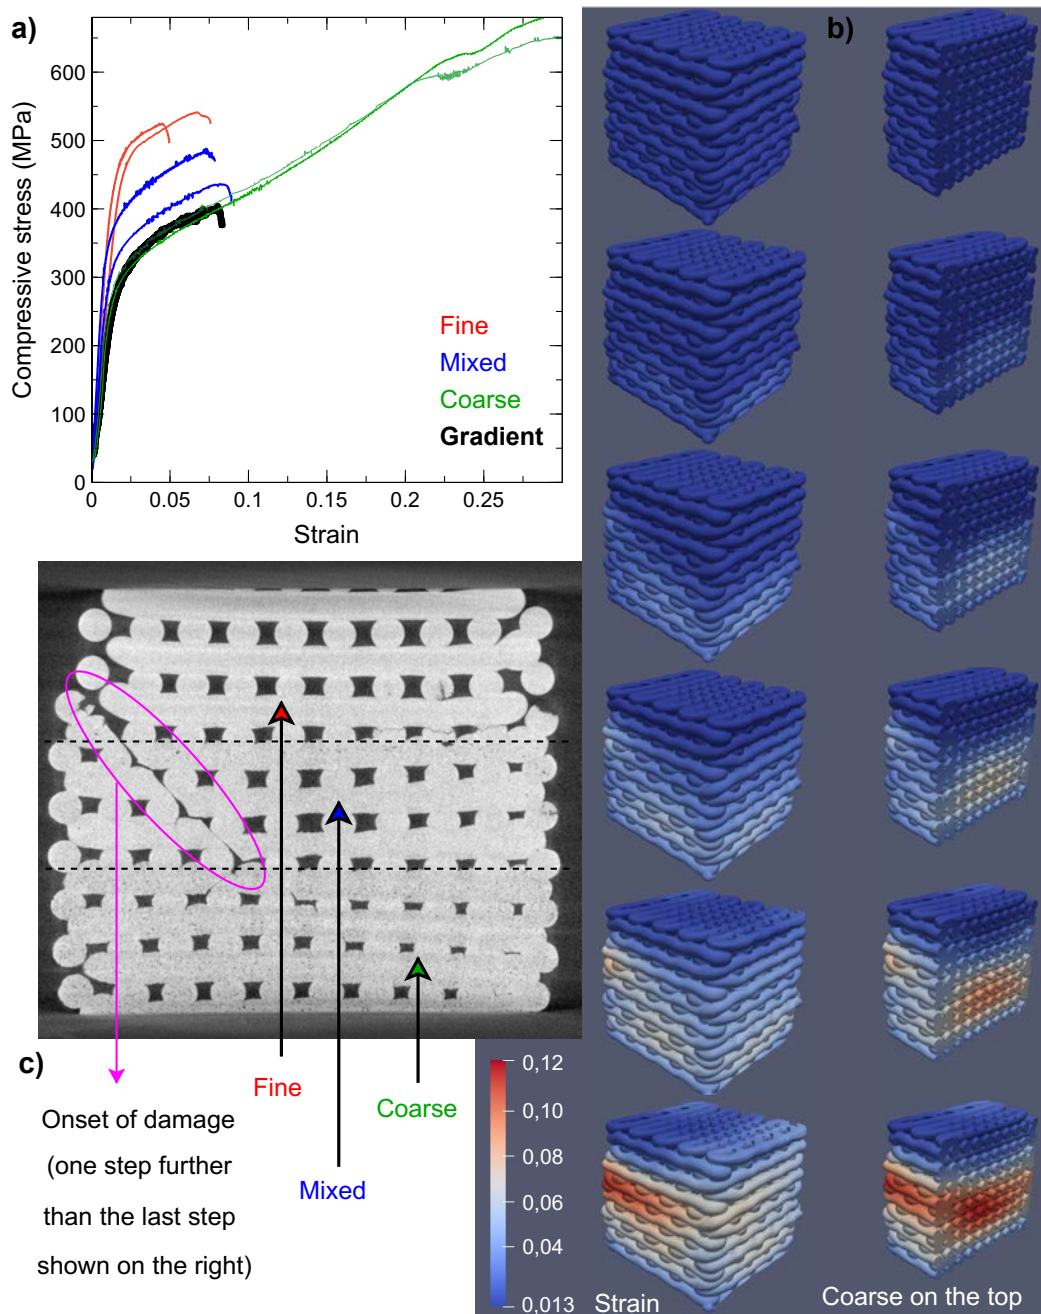 a)
b)
600
500
400
300
200
100
0
Compressive stress (MPa)
Fine
Mixed
Coarse
Gradient
0
0.05
0.1
0.15
0.2
0.25
Strain
c)
Onset of damage
(one step further
than the last step
shown on the right)
Fine
Mixed
Coarse
0,12
0,10
0,08
0,06
0,04
0,013
Strain
Coarse on the top